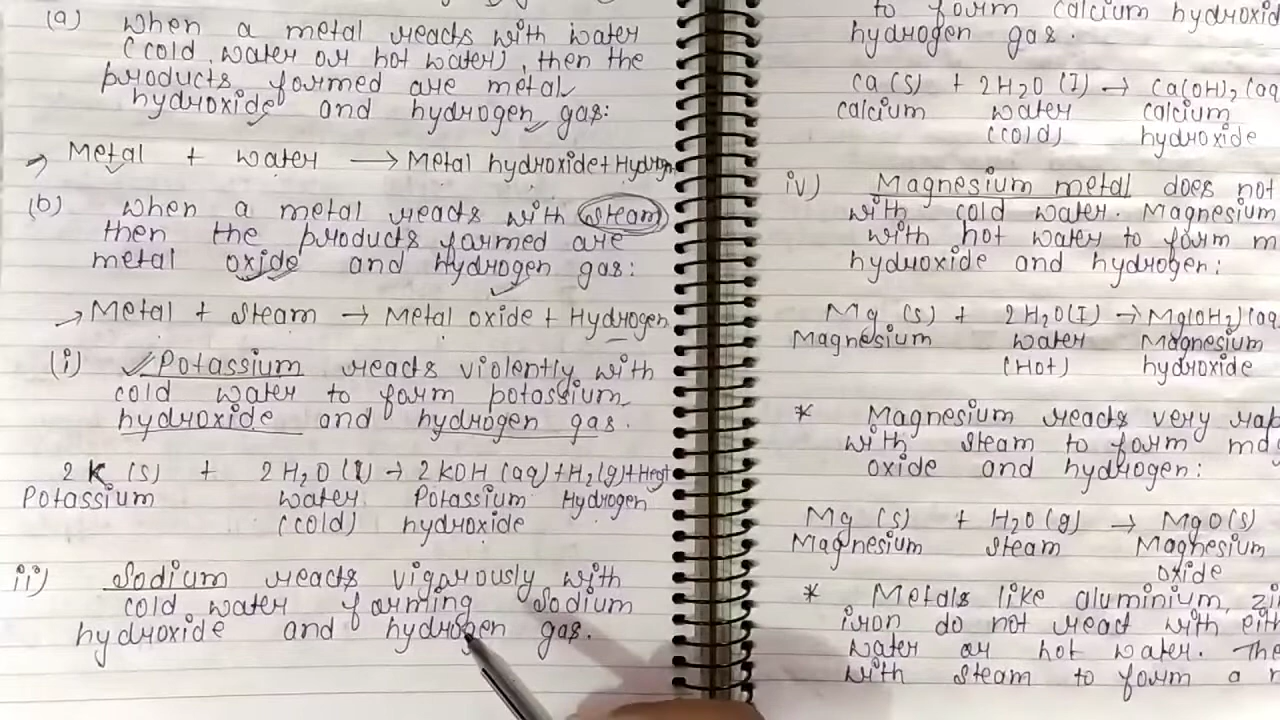 (a) When a metal reacts with water
(cold water or hot water), then the
products formed are metal
hydroxide and hydrogen gas:
Metal + water → Metal hydroxide + Hydrogn
(b) When a metal reacts with steam
then the products formed are
metal oxide and hydrogen gas:
→ Metal + Steam → Metal oxide + Hydrogen
(i) Potassium reacts violently with
cold water to form potassium
hydroxide and hydrogen gas.
2K (s) + 2H₂O (l) → 2KOH (aq) + H₂(g) + Heat
Potassium water Potassium Hydrogen
(cold) hydroxide
ii) Sodium reacts vigorously with
cold water forming sodium
hydroxide and hydrogen gas.
to form calcium hydroxid
hydrogen gas.
Ca (s) + 2H₂O (l) → Ca(OH)₂ (aq
calcium water calcium
(cold) hydroxide
iv) Magnesium metal does not
with cold water. Magnesium
with hot water to form m
hydroxide and hydrogen:
Mg (s) + 2H₂O(l) → Mg(OH₂) (aq
Magnesium water Magnesium
(Hot) hydroxide
* Magnesium reacts very rap
with steam to form ma
oxide and hydrogen:
Mg (s) + H₂O(g) → MgO(s)
Magnesium steam Magnesium
oxide
* Metals like aluminium, zi
iron do not react with eith
water or hot water. The
with steam to form a